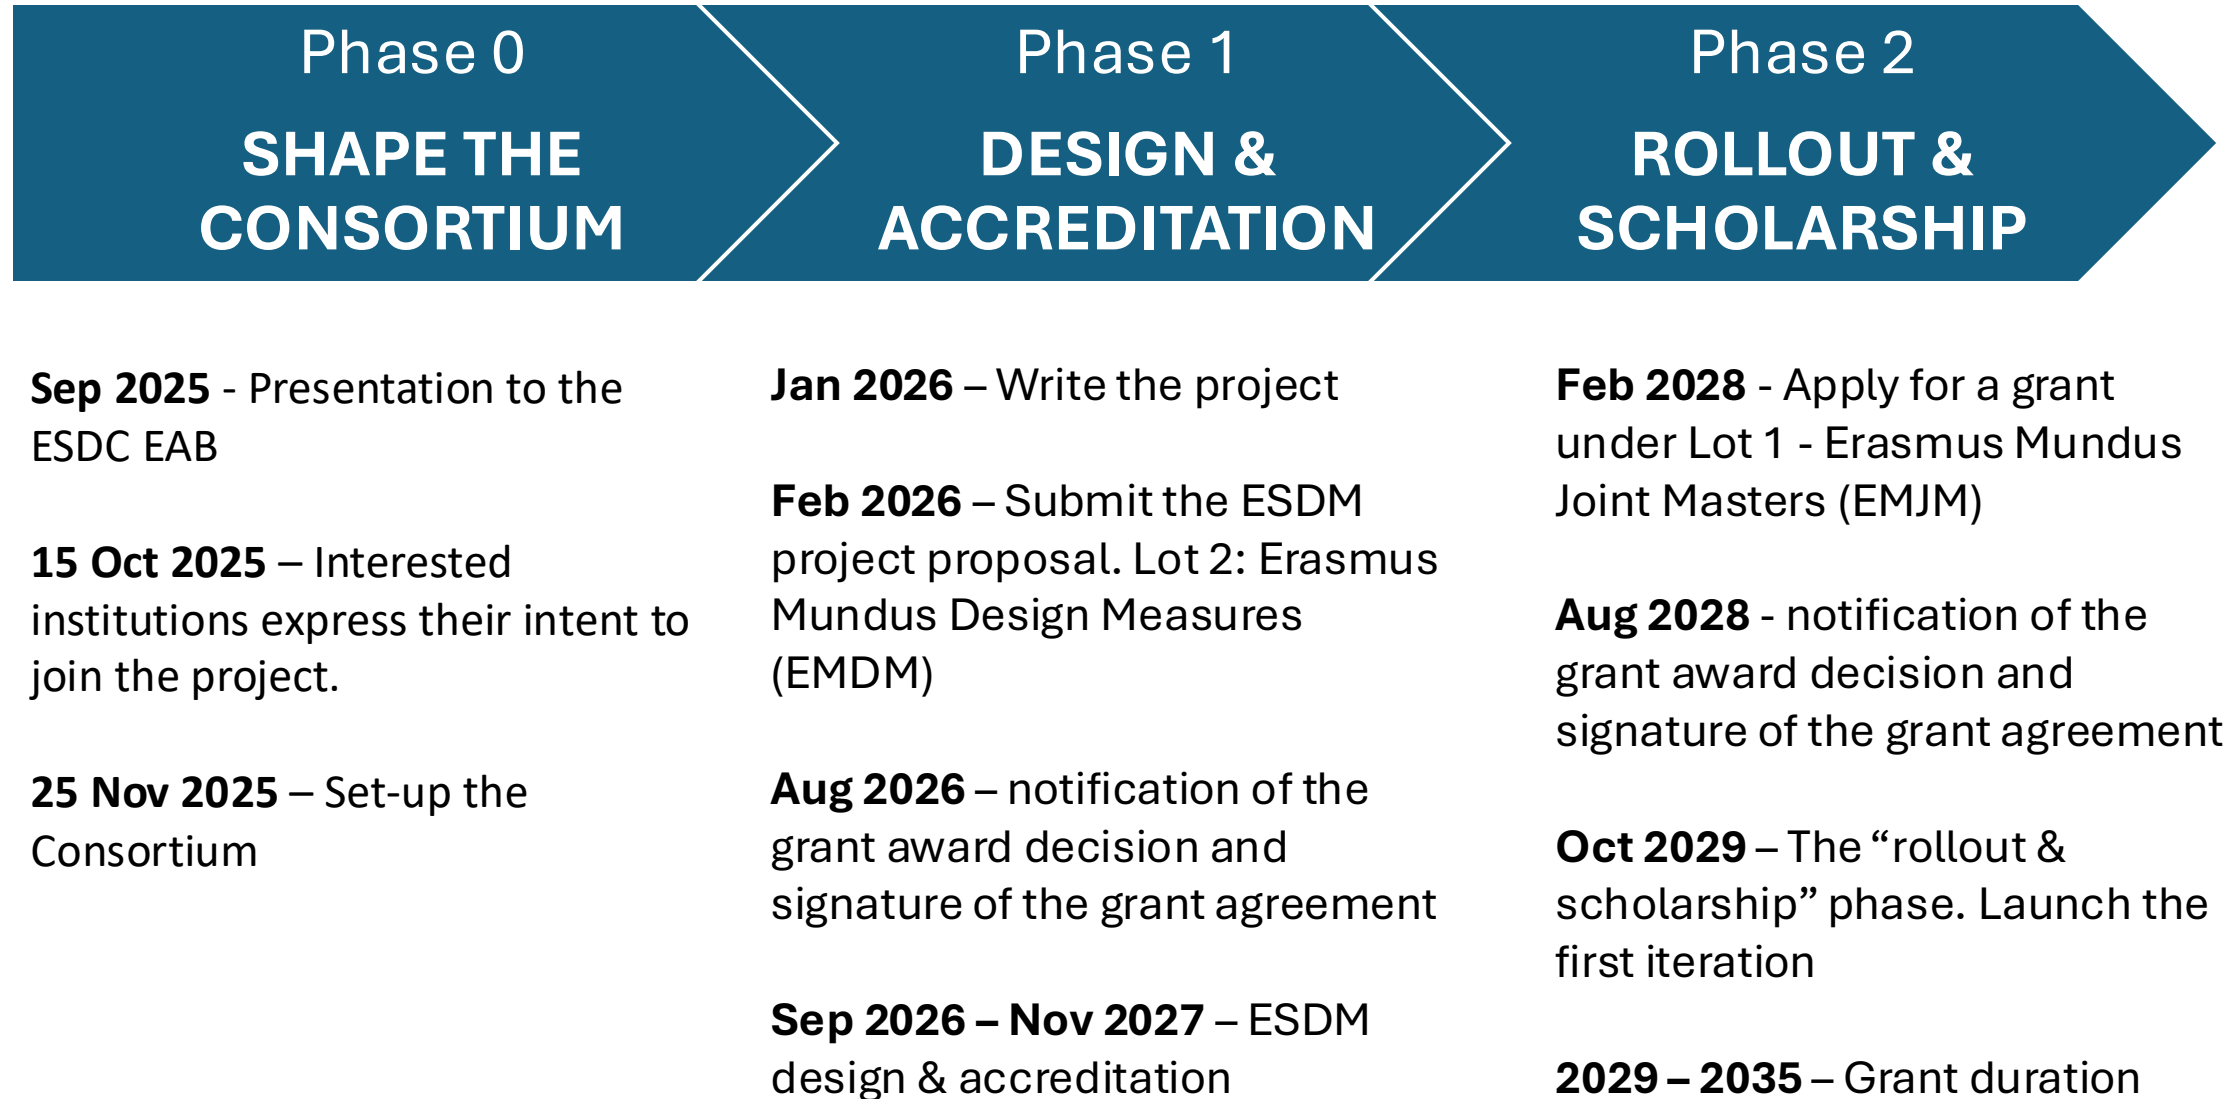 Phase 0
SHAPE THE
CONSORTIUM
Phase 1
DESIGN &
ACCREDITATION
Phase 2
ROLLOUT &
SCHOLARSHIP
Sep 2025 - Presentation to the
ESDC EAB
15 Oct 2025 – Interested
institutions express their intent to
join the project.
25 Nov 2025 – Set-up the
Consortium
Jan 2026 – Write the project
Feb 2026 – Submit the ESDM
project proposal. Lot 2: Erasmus
Mundus Design Measures
(EMDM)
Aug 2026 – notification of the
grant award decision and
signature of the grant agreement
Sep 2026 – Nov 2027 – ESDM
design & accreditation
Feb 2028 - Apply for a grant
under Lot 1 - Erasmus Mundus
Joint Masters (EMJM)
Aug 2028 - notification of the
grant award decision and
signature of the grant agreement
Oct 2029 – The “rollout &
scholarship” phase. Launch the
first iteration
2029 – 2035 – Grant duration